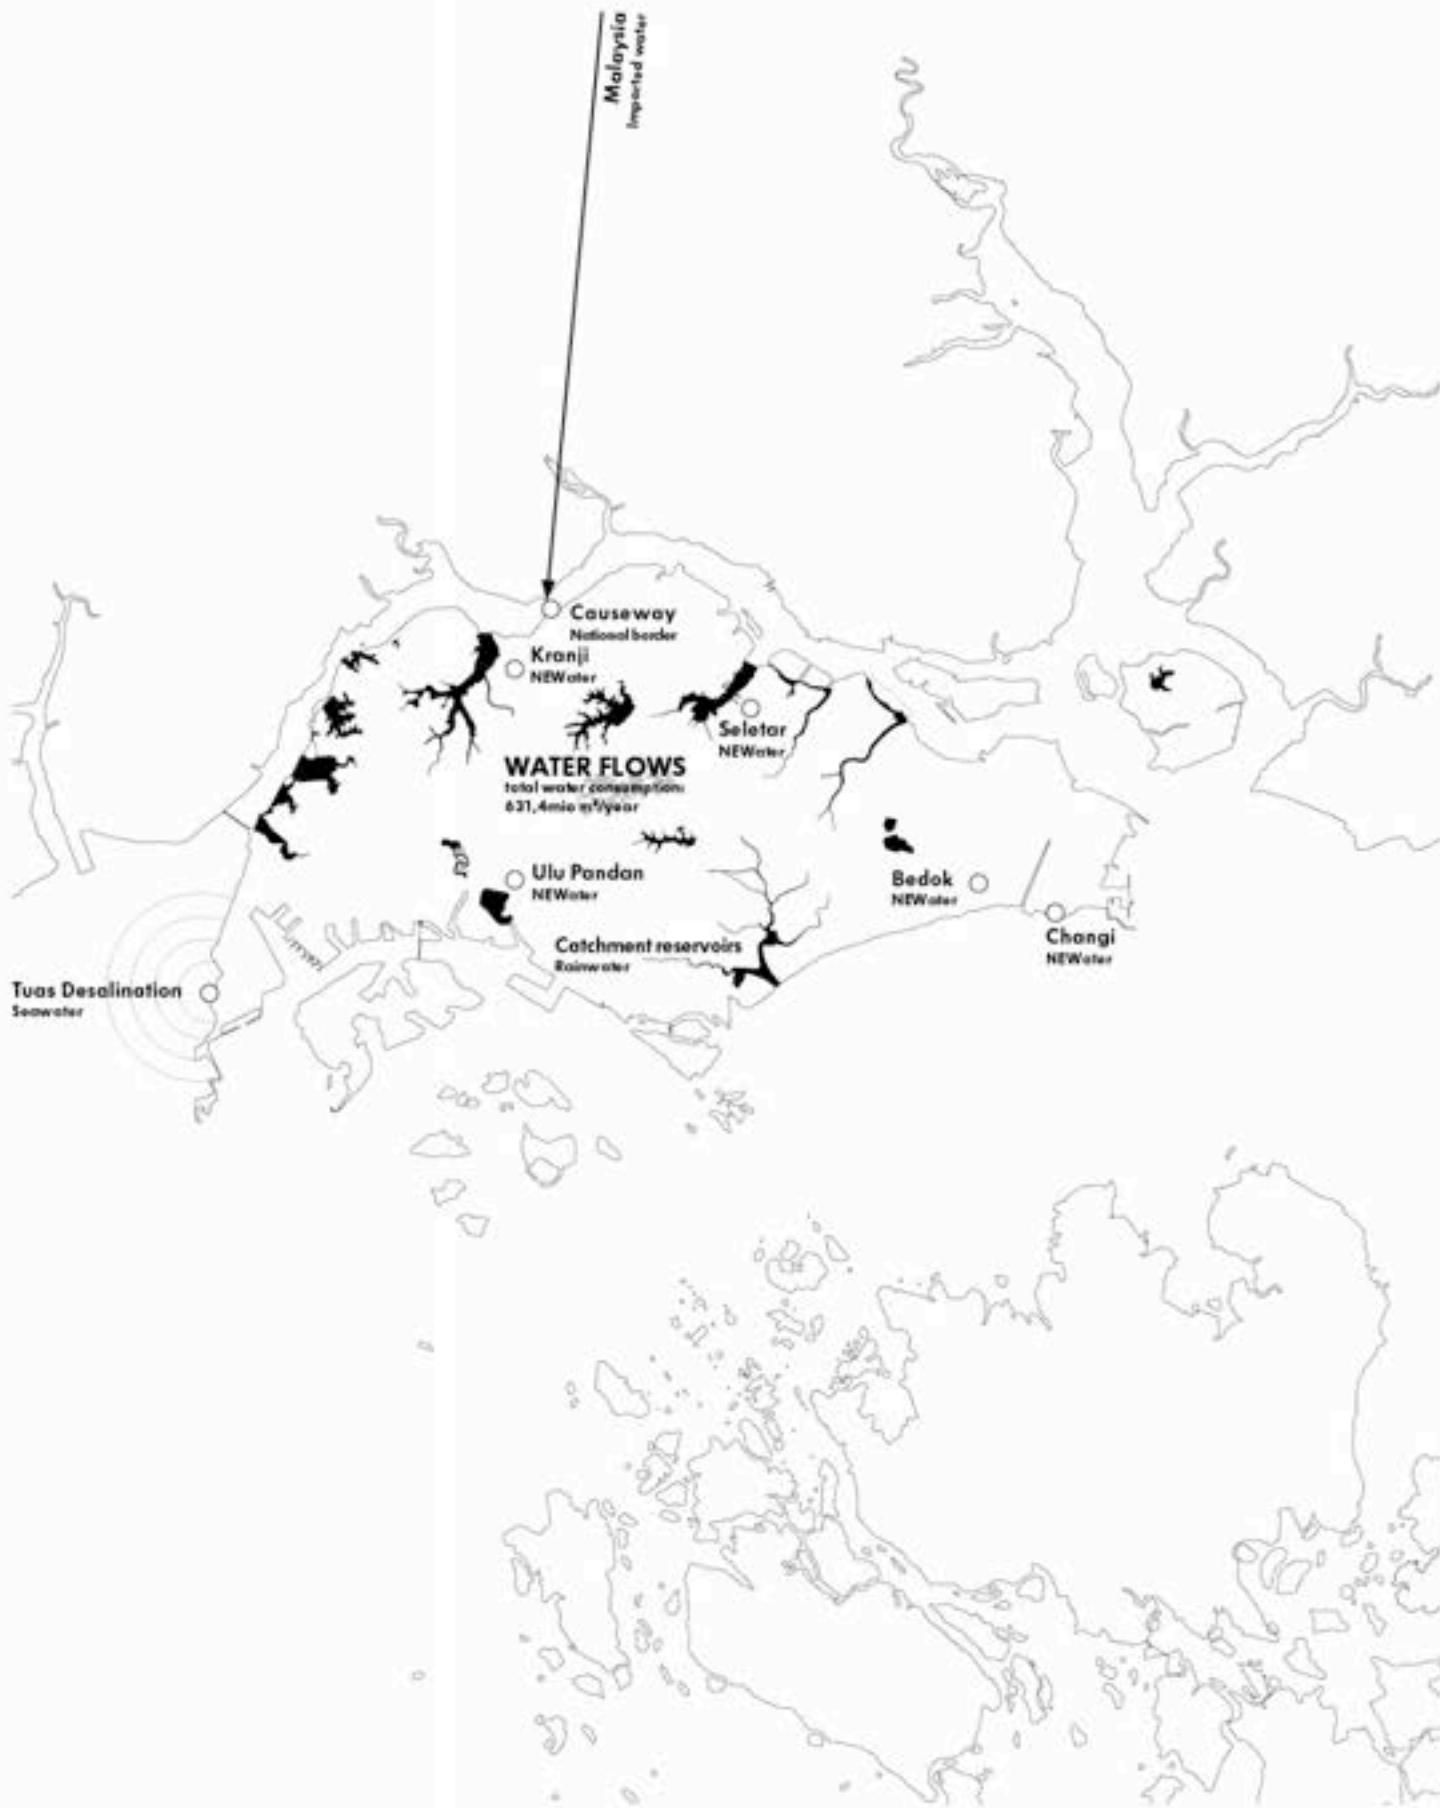 Malaysia
Imported water
Causeway
National border
Kranji
NEWater
Seletar
NEWater
WATER FLOWS
total water consumption:
631,4mio m³/year
Ulu Pandan
NEWater
Bedok
NEWater
Changi
NEWater
Catchment reservoirs
Rainwater
Tuas Desalination
Seawater